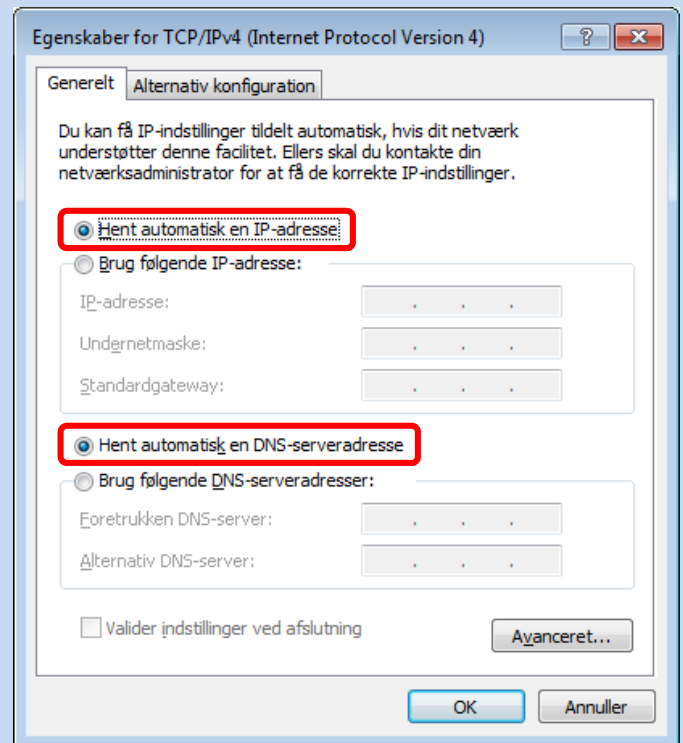 Egenskaber for TCP/IPv4 (Internet Protocol Version 4)
Generelt
Alternativ konfiguration
Du kan få IP-indstillinger tildelt automatisk, hvis dit netværk
understøtter denne facilitet. Ellers skal du kontakte din
netværksadministrator for at få de korrekte IP-indstillinger.
Hent automatisk en IP-adresse
Brug følgende IP-adresse:
IP-adresse:
Undernetmaske:
Standardgateway:
Hent automatisk en DNS-serveradresse
Brug følgende DNS-serveradresser:
Foretrukken DNS-server:
Alternativ DNS-server:
Valider indstillinger ved afslutning
Avanceret...
OK
Annuller